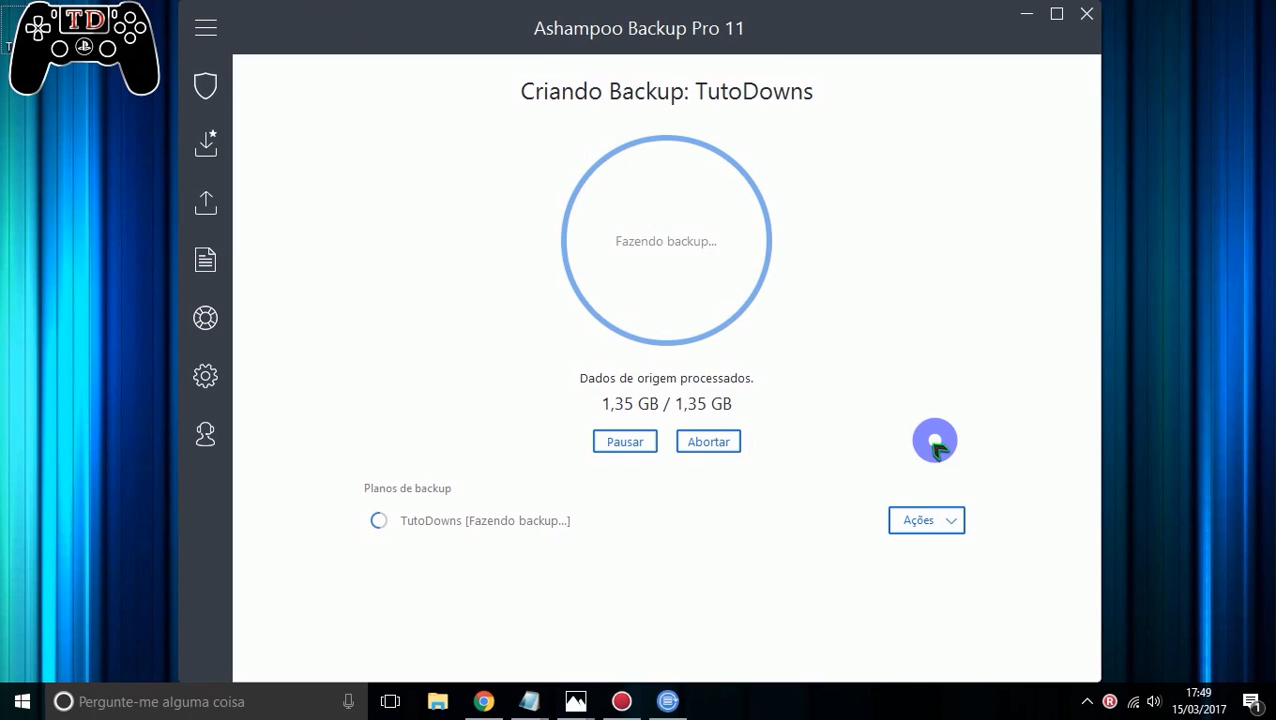 TD
Ashampoo Backup Pro 11
Criando Backup: TutoDowns
Fazendo backup...
Dados de origem processados.
1,35 GB / 1,35 GB
Pausar
Abortar
Planos de backup
TutoDowns [Fazendo backup...]
Ações
Pergunte-me alguma coisa
R
17:49
15/03/2017
1